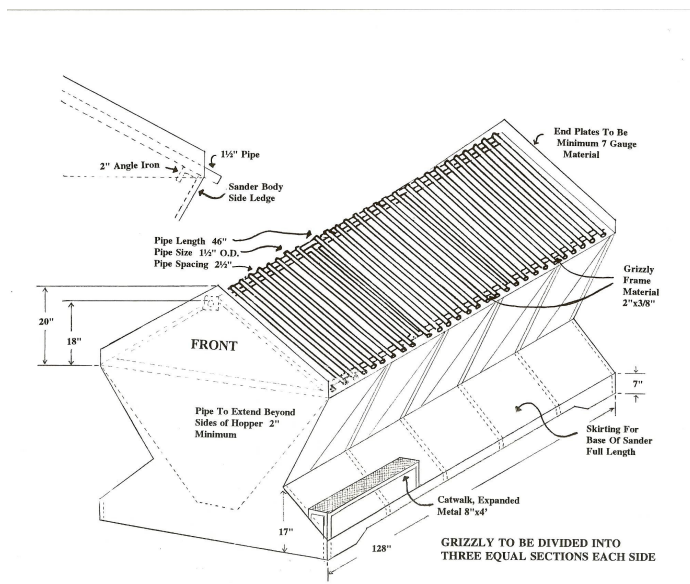 1½" Pipe
2" Angle Iron
Sander Body
Side Ledge
End Plates To Be
Minimum 7 Gauge
Material
Pipe Length 46"
Pipe Size 1½" O.D.
Pipe Spacing 2½"
Grizzly
Frame
Material
2"x3/8"
20"
18"
FRONT
7"
Pipe To Extend Beyond
Sides of Hopper 2"
Minimum
Skirting For
Base Of Sander
Full Length
Catwalk, Expanded
Metal 8"x4'
17"
128"
GRIZZLY TO BE DIVIDED INTO
THREE EQUAL SECTIONS EACH SIDE